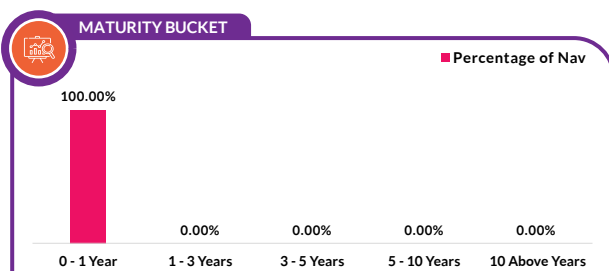 MATURITY BUCKET
Percentage of Nav
100.00%
0.00% 0.00% 0.00% 0.00%
0 - 1 Year 1 - 3 Years 3 - 5 Years 5 - 10 Years 10 Above Years